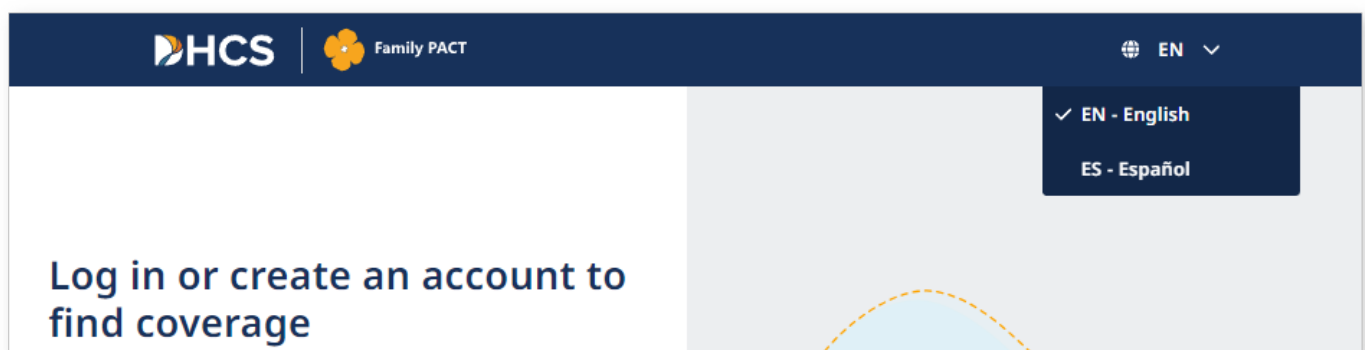 DHCS
Family PACT
EN
EN - English
ES - Español
Log in or create an account to
find coverage